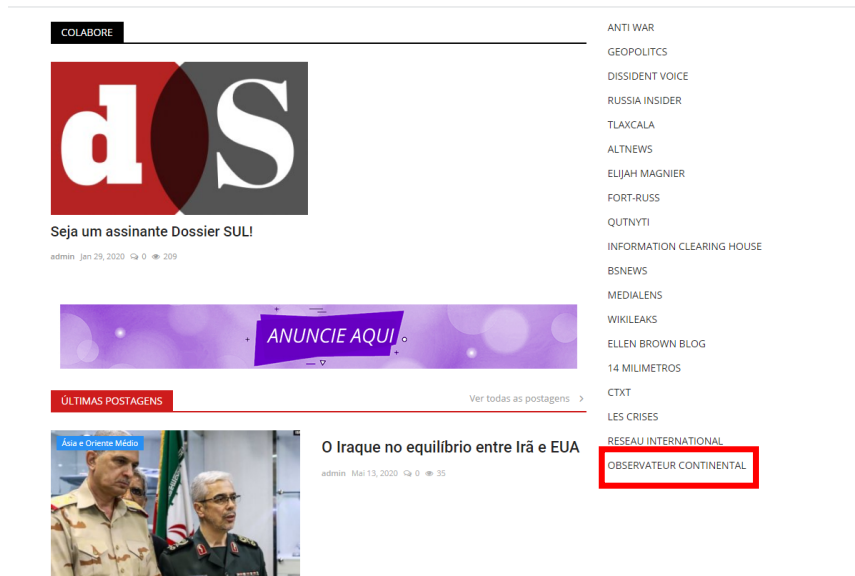 COLABORE
dS
Seja um assinante Dossier SUL!
admin Jan 29, 2020 0 209
ANUNCIE AQUI
ÚLTIMAS POSTAGENS
Ver todas as postagens
Ásia e Oriente Médio
O Iraque no equilíbrio entre Irã e EUA
admin Mai 13, 2020 0 35
ANTI WAR
GEOPOLITCS
DISSIDENT VOICE
RUSSIA INSIDER
TLAXCALA
ALTNEWS
ELIJAH MAGNIER
FORT-RUSS
QUTNYTI
INFORMATION CLEARING HOUSE
BSNEWS
MEDIALENS
WIKILEAKS
ELLEN BROWN BLOG
14 MILIMETROS
CTXT
LES CRISES
RESEAU INTERNATIONAL
OBSERVATEUR CONTINENTAL